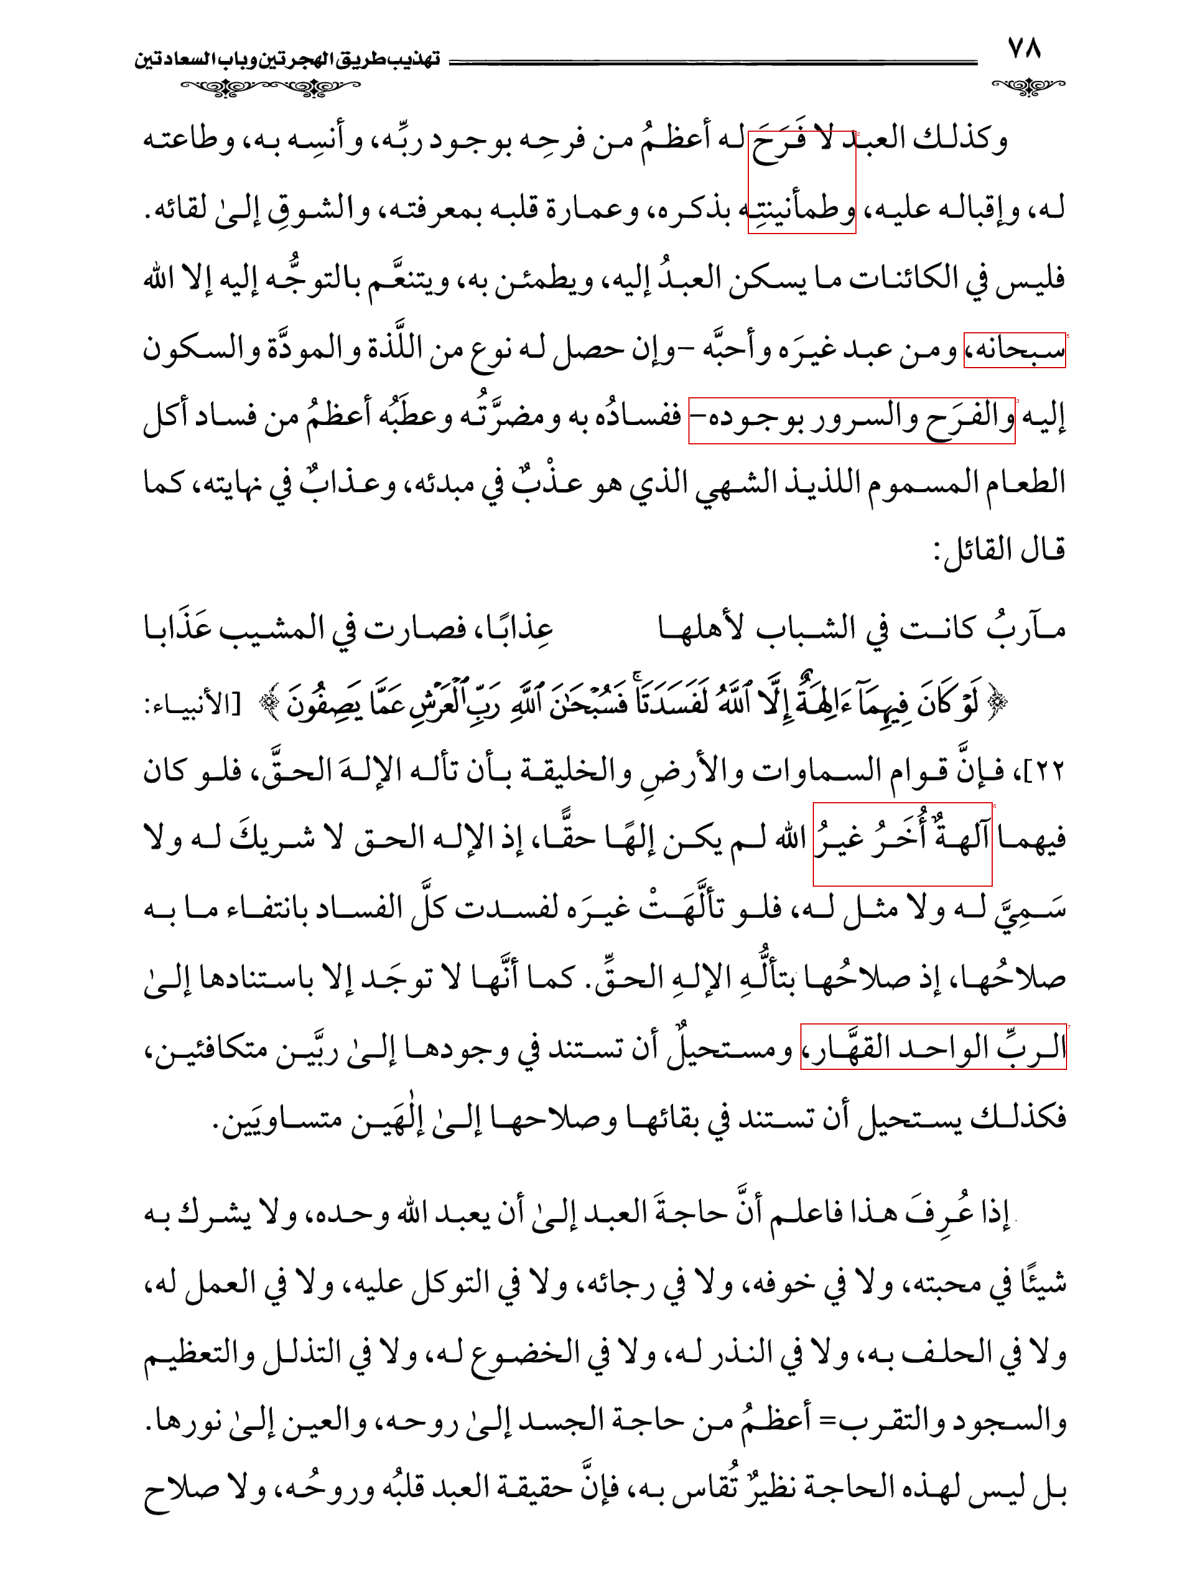 ٧٨
تهذيب طريق الهجرتين وباب السعادتين
وكذلك العبد لا فَرَحَ له أعظمُ من فرحِه بوجود ربِّه، وأنسِه به، وطاعته
له، وإقباله عليه، وطمأنينتِه بذكره، وعمارة قلبه بمعرفته، والشوقِ إلىٰ لقائه.
فليس في الكائنات ما يسكن العبدُ إليه، ويطمئن به، ويتنعَّم بالتوجُّه إليه إلا الله
سبحانه، ومن عبد غيرَه وأحبَّه –وإن حصل له نوع من اللَّذة والمودَّة والسكون
إليه والفرَح والسرور بوجوده– ففسادُه به ومضرَّتُه وعطَبُه أعظمُ من فساد أكل
الطعام المسموم اللذيذ الشهي الذي هو عذْبٌ في مبدئه، وعذابٌ في نهايته، كما
قال القائل:
مآربُ كانت في الشباب لأهلها عِذابًا، فصارت في المشيب عَذَابا
﴿لَوۡ كَانَ فِيهِمَآ ءَالِهَةٌ إِلَّا ٱللَّهُ لَفَسَدَتَاۚ فَسُبۡحَٰنَ ٱللَّهِ رَبِّ ٱلۡعَرۡشِ عَمَّا يَصِفُونَ﴾ [الأنبياء:
٢٢]، فإنَّ قوام السماوات والأرضِ والخليقة بأن تأله الإلهَ الحقَّ، فلو كان
فيهما آلهةٌ أُخَرُ غيرُ الله لم يكن إلهًا حقًّا، إذ الإله الحق لا شريكَ له ولا
سَمِيَّ له ولا مثل له، فلو تألَّهَتْ غيرَه لفسدت كلَّ الفساد بانتفاء ما به
صلاحُها، إذ صلاحُها بتألُّهِ الإلهِ الحقِّ. كما أنَّها لا توجَد إلا باستنادها إلىٰ
الربِّ الواحد القهَّار، ومستحيلٌ أن تستند في وجودها إلىٰ ربَّين متكافئين،
فكذلك يستحيل أن تستند في بقائها وصلاحها إلىٰ إلٰهَين متساويَين.
إذا عُرِفَ هذا فاعلم أنَّ حاجةَ العبد إلىٰ أن يعبد الله وحده، ولا يشرك به
شيئًا في محبته، ولا في خوفه، ولا في رجائه، ولا في التوكل عليه، ولا في العمل له،
ولا في الحلف به، ولا في النذر له، ولا في الخضوع له، ولا في التذلل والتعظيم
والسجود والتقرب= أعظمُ من حاجة الجسد إلىٰ روحه، والعين إلىٰ نورها.
بل ليس لهذه الحاجة نظيرٌ تُقاس به، فإنَّ حقيقة العبد قلبُه وروحُه، ولا صلاح